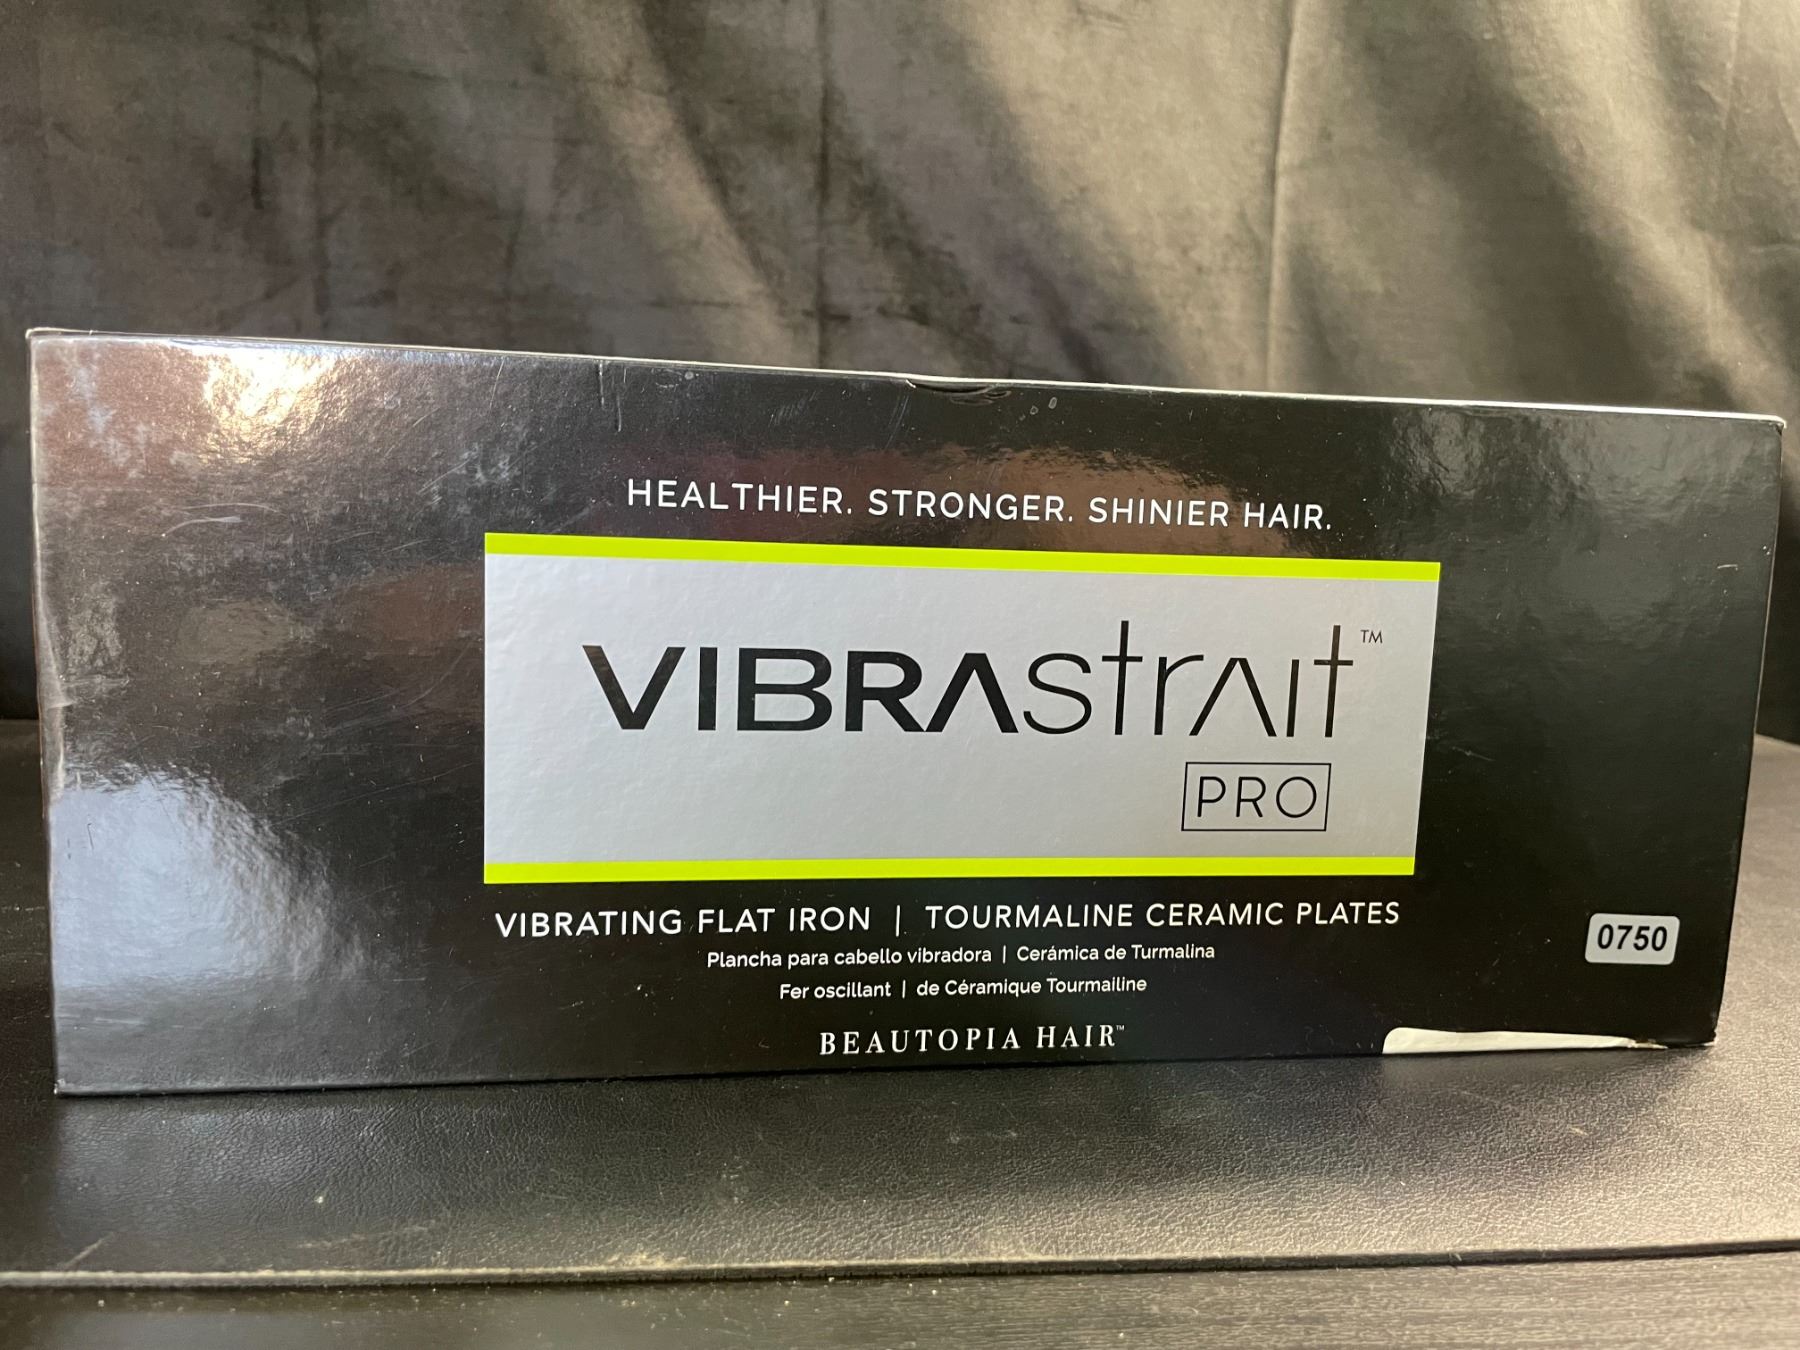 HEALTHIER. STRONGER. SHINIER HAIR.
VIBRAStrAIt™
PRO
VIBRATING FLAT IRON | TOURMALINE CERAMIC PLATES
Plancha para cabello vibradora | Cerámica de Turmalina
Fer oscillant | de Céramique Tourmailine
BEAUTOPIA HAIR™
0750